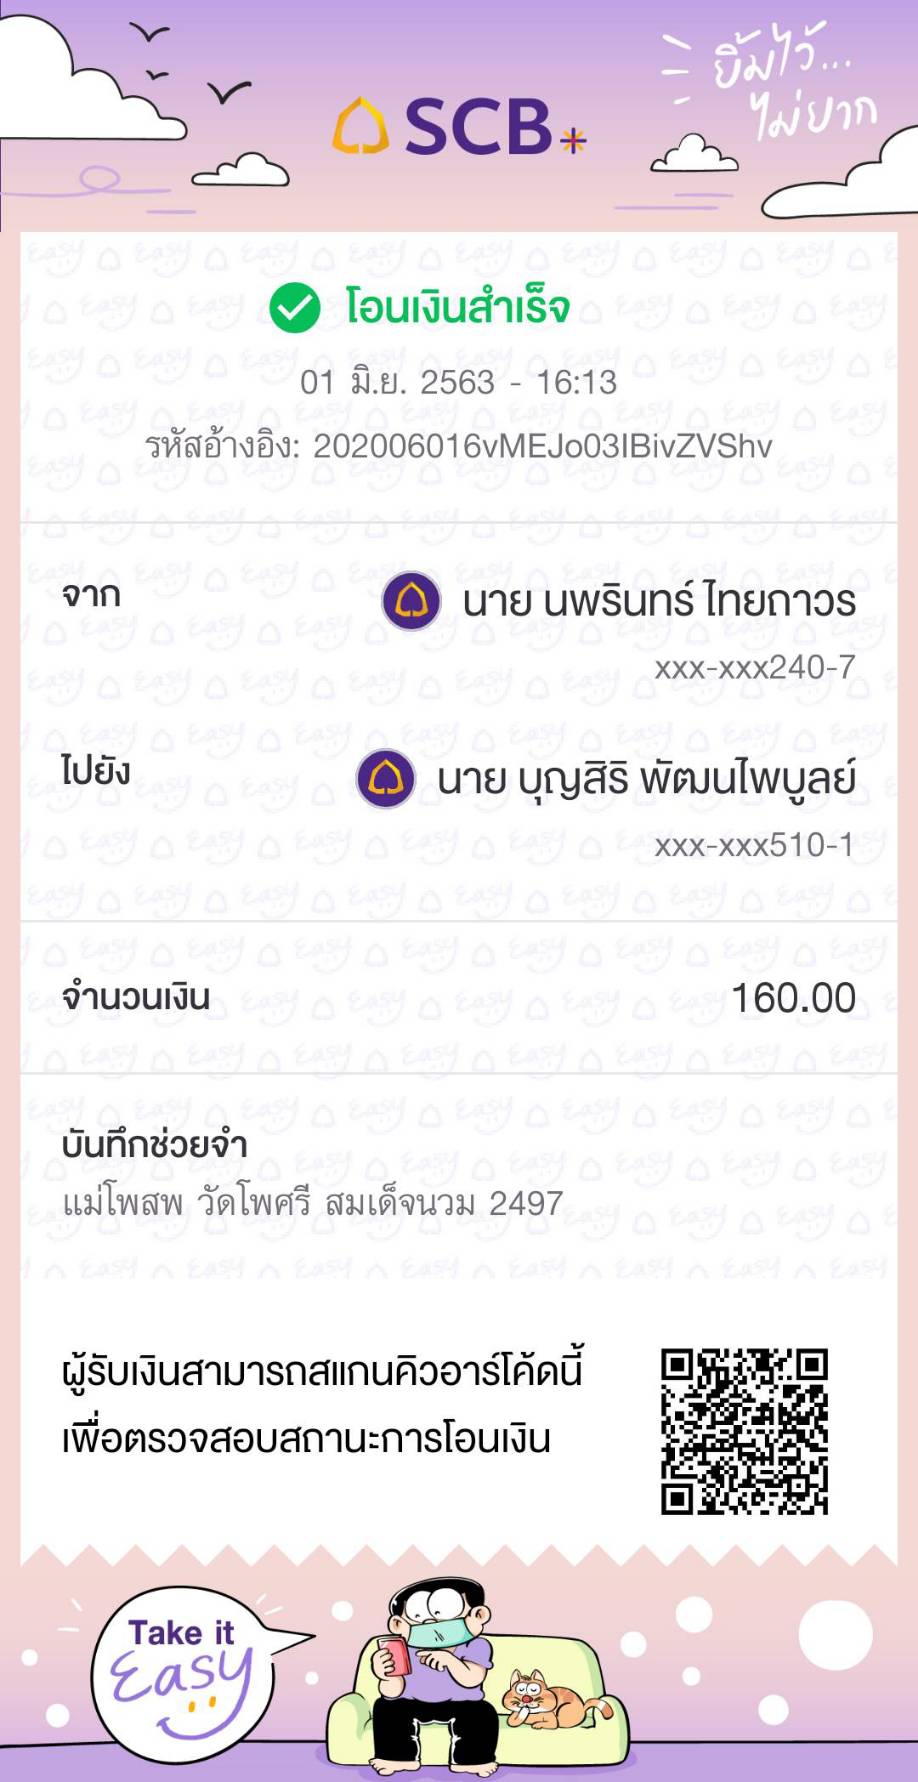 ยิ้มไว้...
ไม่ยาก
SCB
โอนเงินสำเร็จ
01 มิ.ย. 2563 - 16:13
รหัสอ้างอิง: 202006016vMEJo03IBivZVShv
จาก นาย นพรินทร์ ไทยถาวร
xxx-xxx240-7
ไปยัง นาย บุญสิริ พัฒนไพบูลย์
xxx-xxx510-1
จำนวนเงิน 160.00
บันทึกช่วยจำ
แม่โพสพ วัดโพศรี สมเด็จนวม 2497
ผู้รับเงินสามารถสแกนคิวอาร์โค้ดนี้
เพื่อตรวจสอบสถานะการโอนเงิน
Take it
Easy